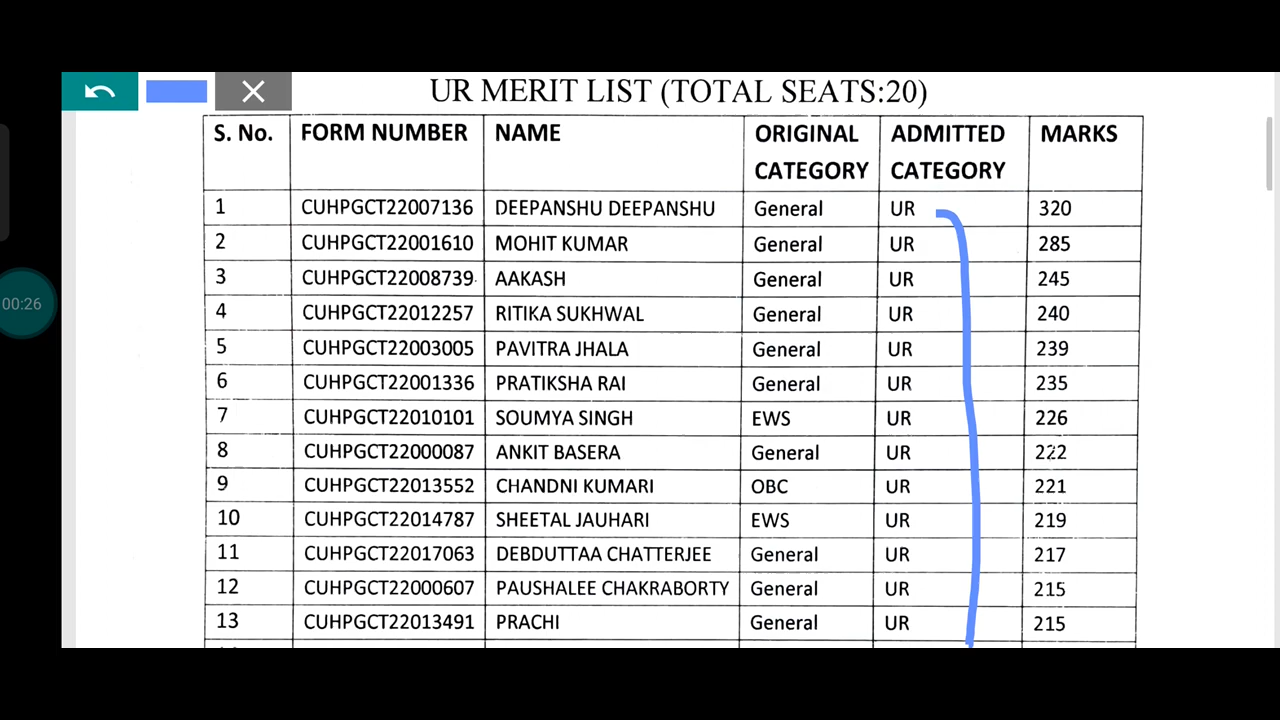 UR MERIT LIST (TOTAL SEATS:20)
S. No. FORM NUMBER NAME ORIGINAL CATEGORY ADMITTED CATEGORY MARKS
1 CUHPGCT22007136 DEEPANSHU DEEPANSHU General UR 320
2 CUHPGCT22001610 MOHIT KUMAR General UR 285
3 CUHPGCT22008739 AAKASH General UR 245
4 CUHPGCT22012257 RITIKA SUKHWAL General UR 240
5 CUHPGCT22003005 PAVITRA JHALA General UR 239
6 CUHPGCT22001336 PRATIKSHA RAI General UR 235
7 CUHPGCT22010101 SOUMYA SINGH EWS UR 226
8 CUHPGCT22000087 ANKIT BASERA General UR 222
9 CUHPGCT22013552 CHANDNI KUMARI OBC UR 221
10 CUHPGCT22014787 SHEETAL JAUHARI EWS UR 219
11 CUHPGCT22017063 DEBDUTTAA CHATTERJEE General UR 217
12 CUHPGCT22000607 PAUSHALEE CHAKRABORTY General UR 215
13 CUHPGCT22013491 PRACHI General UR 215
00:26